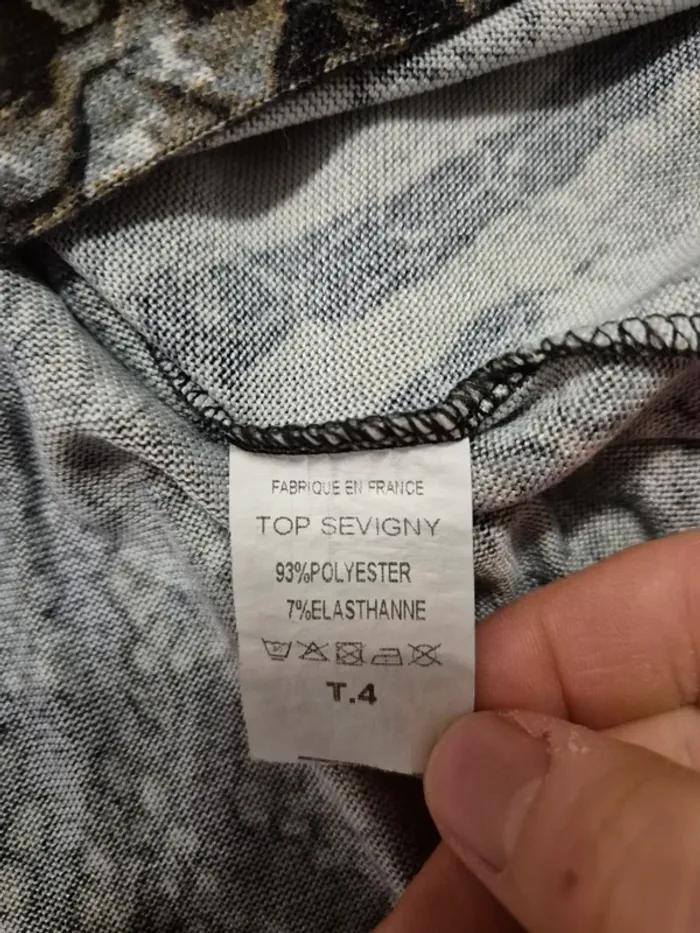 FABRIQUE EN FRANCE
TOP SEVIGNY
93%POLYESTER
7%ELASTHANNE
T.4